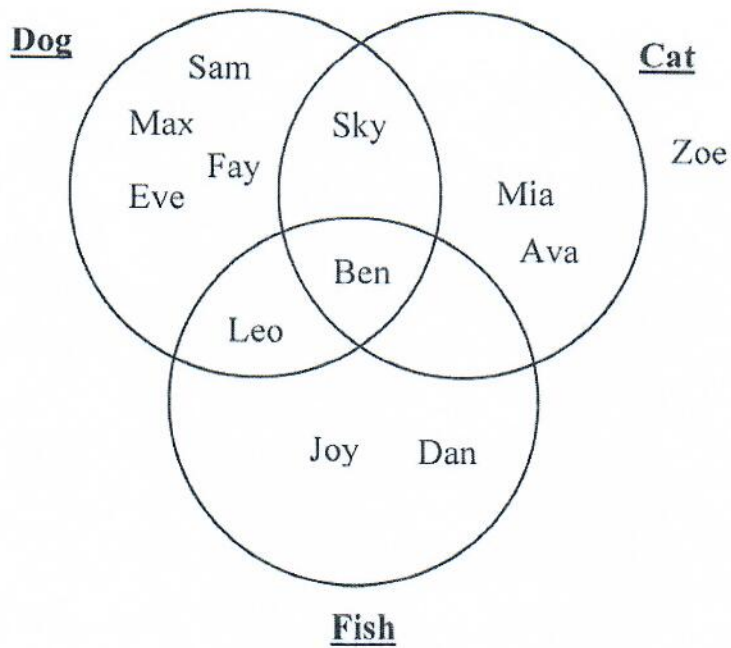 Dog
Cat
Sam
Max
Sky
Fay
Zoe
Eve
Mia
Ava
Ben
Leo
Joy
Dan
Fish